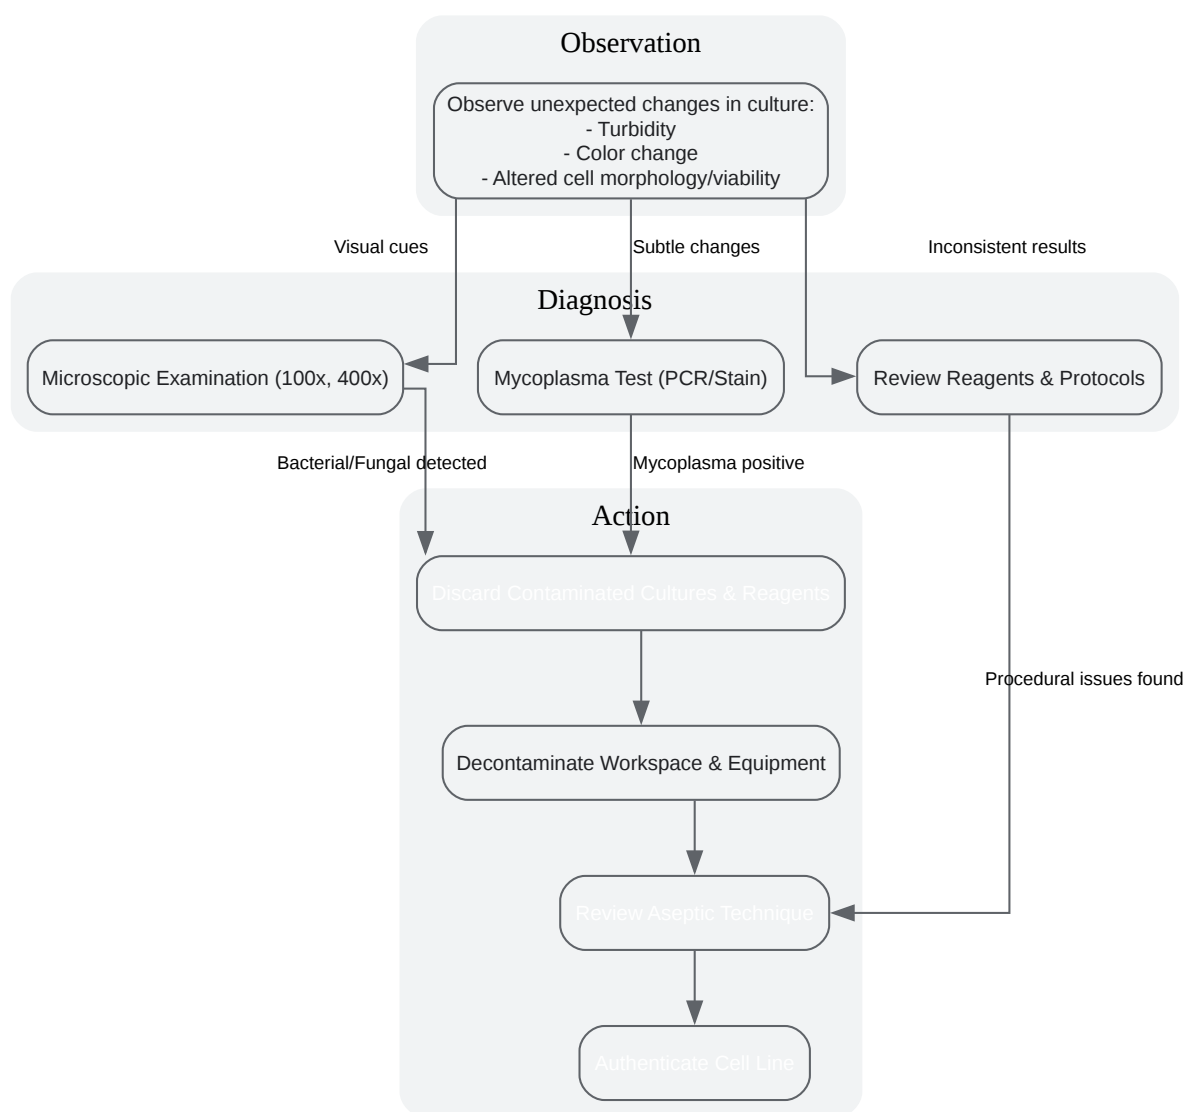 Observation
Observe unexpected changes in culture:
- Turbidity
- Color change
- Altered cell morphology/viability
Visual cues
Subtle changes
Inconsistent results
Diagnosis
Microscopic Examination (100x, 400x)
Mycoplasma Test (PCR/Stain)
Review Reagents & Protocols
Bacterial/Fungal detected
Mycoplasma positive
Action
Discard Contaminated Cultures & Reagents
Procedural issues found
Decontaminate Workspace & Equipment
Review Aseptic Technique
Authenticate Cell Line